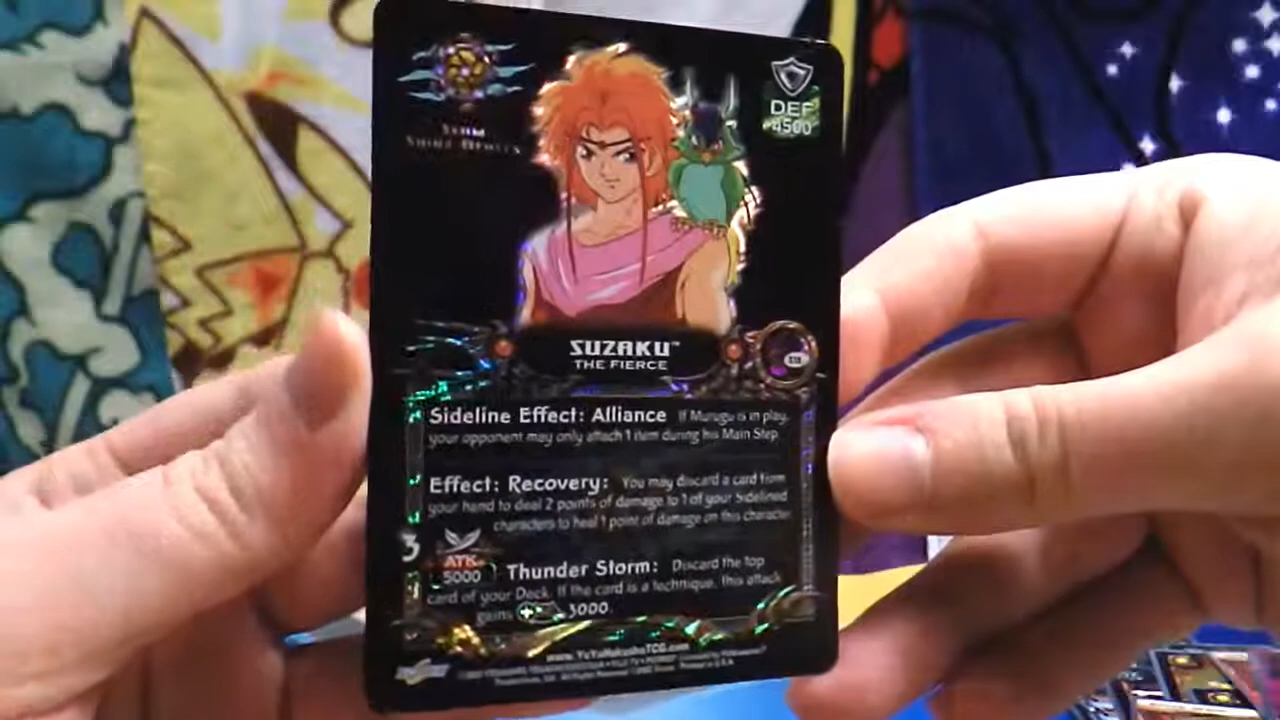 DEF
4500
SUZAKU™
THE FIERCE
Sideline Effect: Alliance If Murugu is in play,
your opponent may only attach 1 item during his Main Step.
Effect: Recovery: You may discard a card from
your hand to deal 2 points of damage to 1 of your Sidelined
characters to heal 1 point of damage on this character.
3
ATK
5000 Thunder Storm: Discard the top
card of your Deck. If the card is a technique, this attack
gains + 3000.
www.YuYuHakushoTCG.com